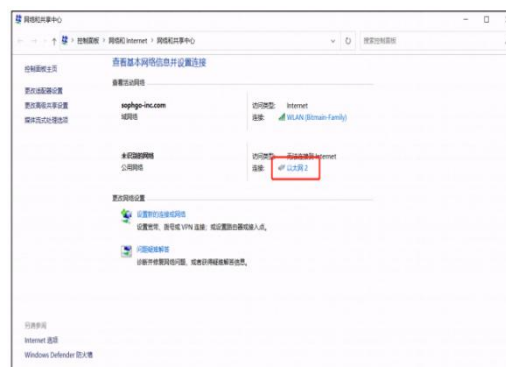 网络和共享中心
控制面板 › 网络和 Internet › 网络和共享中心
搜索控制面板
控制面板主页
更改适配器设置
更改高级共享设置
媒体流式处理选项
查看基本网络信息并设置连接
查看活动网络
sophgo-inc.com
域网络
访问类型: Internet
连接: WLAN (Bitmain-Family)
未识别的网络
公用网络
访问类型: 无法连接到 Internet
连接: 以太网 2
更改网络设置
设置新的连接或网络
设置宽带、拨号或 VPN 连接；或设置路由器或接入点。
问题疑难解答
诊断并修复网络问题，或者获得疑难解答信息。
另请参阅
Internet 选项
Windows Defender 防火墙